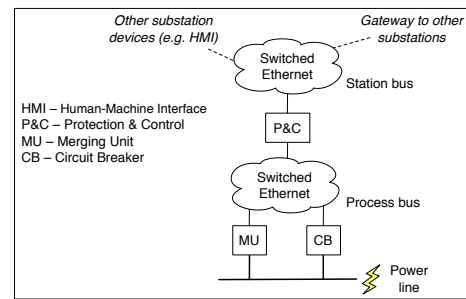 Other substation
devices (e.g. HMI)
Gateway to other
substations
Switched
Ethernet
Station bus
HMI – Human-Machine Interface
P&C – Protection & Control
MU – Merging Unit
CB – Circuit Breaker
P&C
Switched
Ethernet
Process bus
MU
CB
Power
line